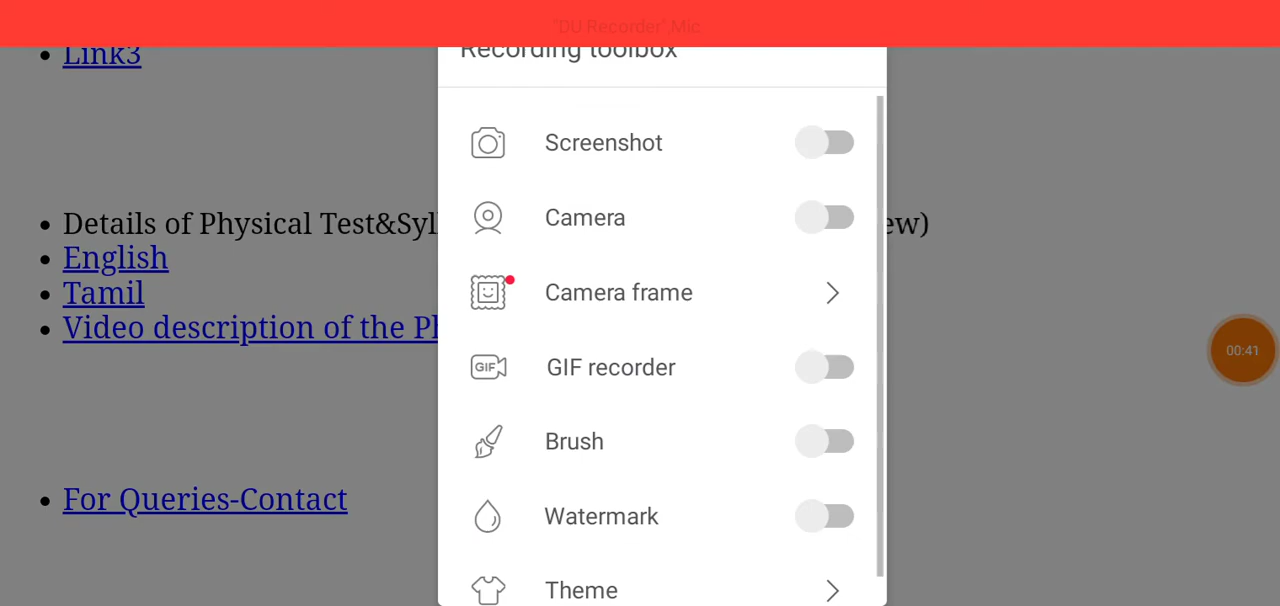 "DU Recorder" Mic
Link3
Recording toolbox
Screenshot
Camera
Details of Physical Test&Syl ew)
English
Tamil
Camera frame
Video description of the P
00:41
GIF recorder
Brush
For Queries-Contact
Watermark
Theme